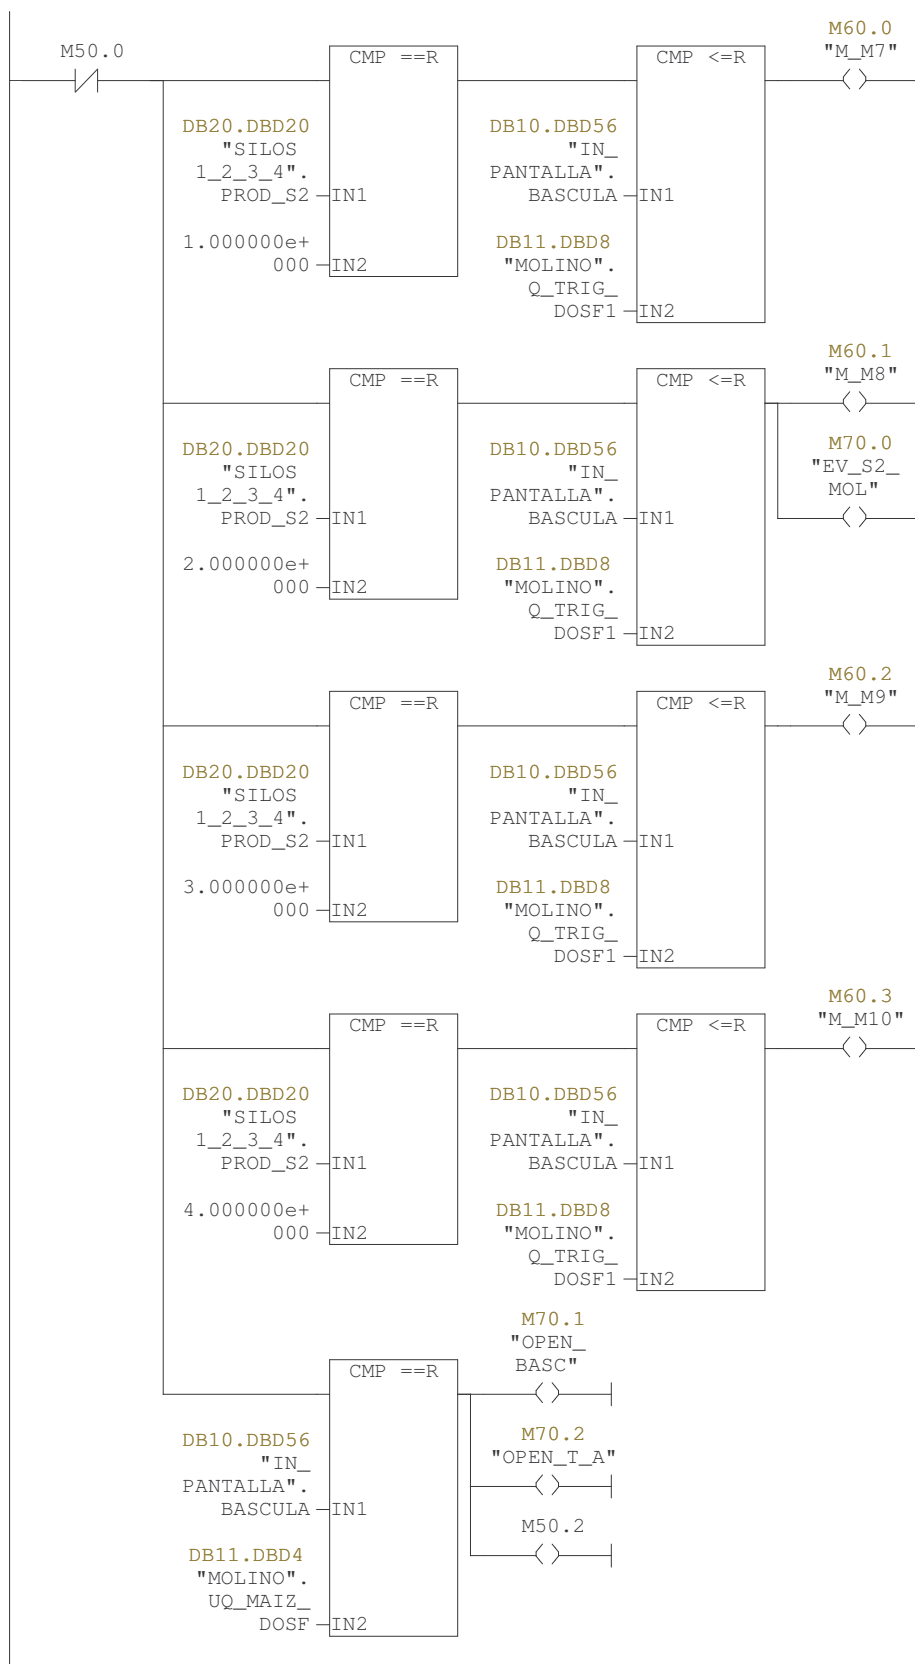 M60.0
M50.0
"M_M7"
CMP ==R
CMP <=R
DB20.DBD20
DB10.DBD56
"SILOS
"IN_
1_2_3_4".
PANTALLA".
PROD_S2
IN1
BASCULA
IN1
1.000000e+
DB11.DBD8
000
IN2
"MOLINO".
Q_TRIG_
DOSF1
IN2
M60.1
"M_M8"
CMP ==R
CMP <=R
M70.0
DB20.DBD20
DB10.DBD56
"EV_S2_
"SILOS
"IN_
MOL"
1_2_3_4".
PANTALLA".
PROD_S2
IN1
BASCULA
IN1
2.000000e+
DB11.DBD8
000
IN2
"MOLINO".
Q_TRIG_
DOSF1
IN2
M60.2
"M_M9"
CMP ==R
CMP <=R
DB20.DBD20
DB10.DBD56
"SILOS
"IN_
1_2_3_4".
PANTALLA".
PROD_S2
IN1
BASCULA
IN1
3.000000e+
DB11.DBD8
000
IN2
"MOLINO".
Q_TRIG_
DOSF1
IN2
M60.3
"M_M10"
CMP ==R
CMP <=R
DB20.DBD20
DB10.DBD56
"SILOS
"IN_
1_2_3_4".
PANTALLA".
PROD_S2
IN1
BASCULA
IN1
4.000000e+
DB11.DBD8
000
IN2
"MOLINO".
Q_TRIG_
DOSF1
IN2
M70.1
"OPEN_
BASC"
CMP ==R
DB10.DBD56
M70.2
"IN_
"OPEN_T_A"
PANTALLA".
BASCULA
IN1
M50.2
DB11.DBD4
"MOLINO".
UQ_MAIZ_
DOSF
IN2